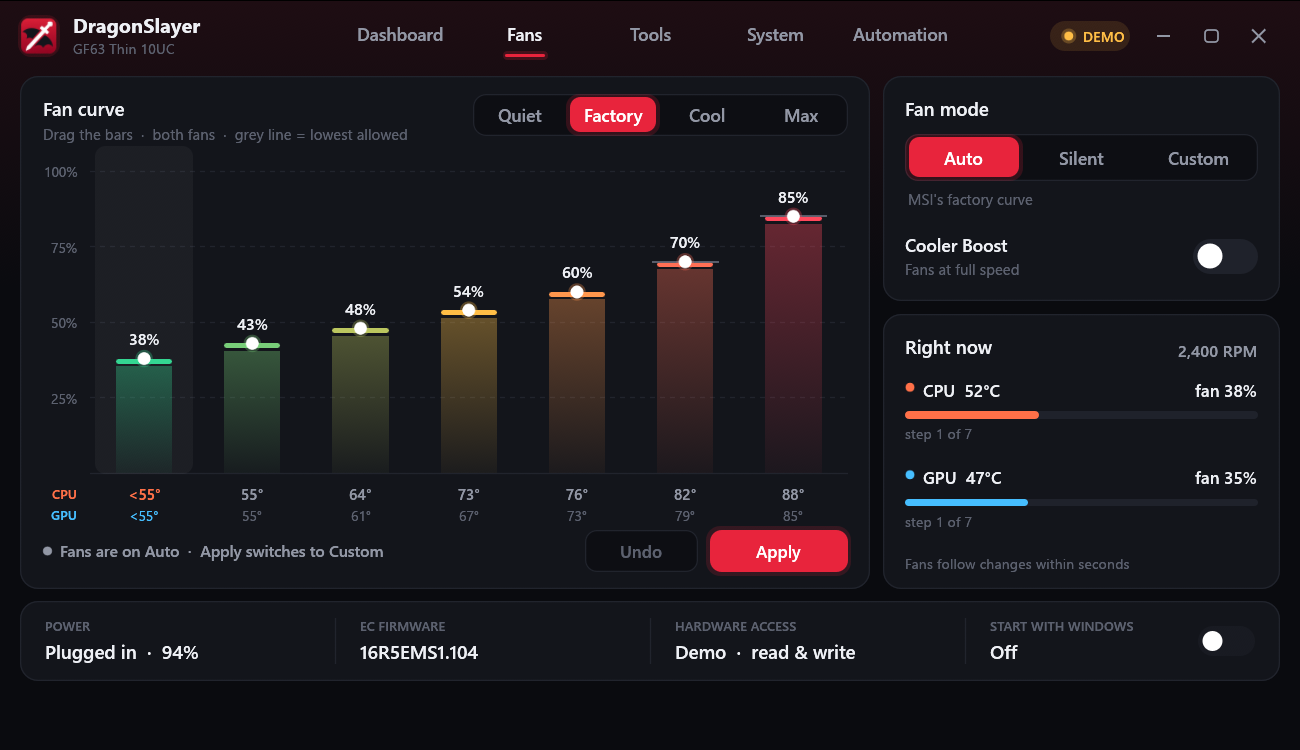 DragonSlayer
GF63 Thin 10UC
Dashboard Fans Tools System Automation
DEMO
Fan curve
Drag the bars · both fans · grey line = lowest allowed
Quiet Factory Cool Max
100%
75%
50%
25%
38% 43% 48% 54% 60% 70% 85%
CPU <55° 55° 64° 73° 76° 82° 88°
GPU <55° 55° 61° 67° 73° 79° 85°
Fans are on Auto · Apply switches to Custom
Undo Apply
Fan mode
Auto Silent Custom
MSI's factory curve
Cooler Boost
Fans at full speed
Right now 2,400 RPM
CPU 52°C fan 38%
step 1 of 7
GPU 47°C fan 35%
step 1 of 7
Fans follow changes within seconds
POWER
Plugged in · 94%
EC FIRMWARE
16R5EMS1.104
HARDWARE ACCESS
Demo · read & write
START WITH WINDOWS
Off